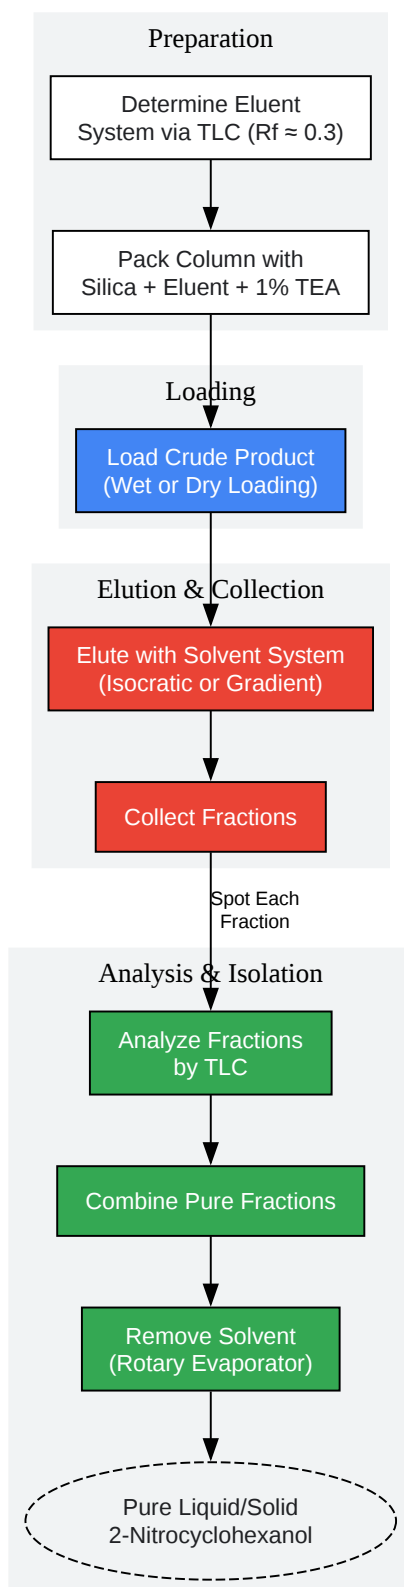 Preparation
Determine Eluent
System via TLC (Rf ≈ 0.3)
Pack Column with
Silica + Eluent + 1% TEA
Loading
Load Crude Product
(Wet or Dry Loading)
Elution & Collection
Elute with Solvent System
(Isocratic or Gradient)
Collect Fractions
Spot Each
Fraction
Analysis & Isolation
Analyze Fractions
by TLC
Combine Pure Fractions
Remove Solvent
(Rotary Evaporator)
Pure Liquid/Solid
2-Nitrocyclohexanol